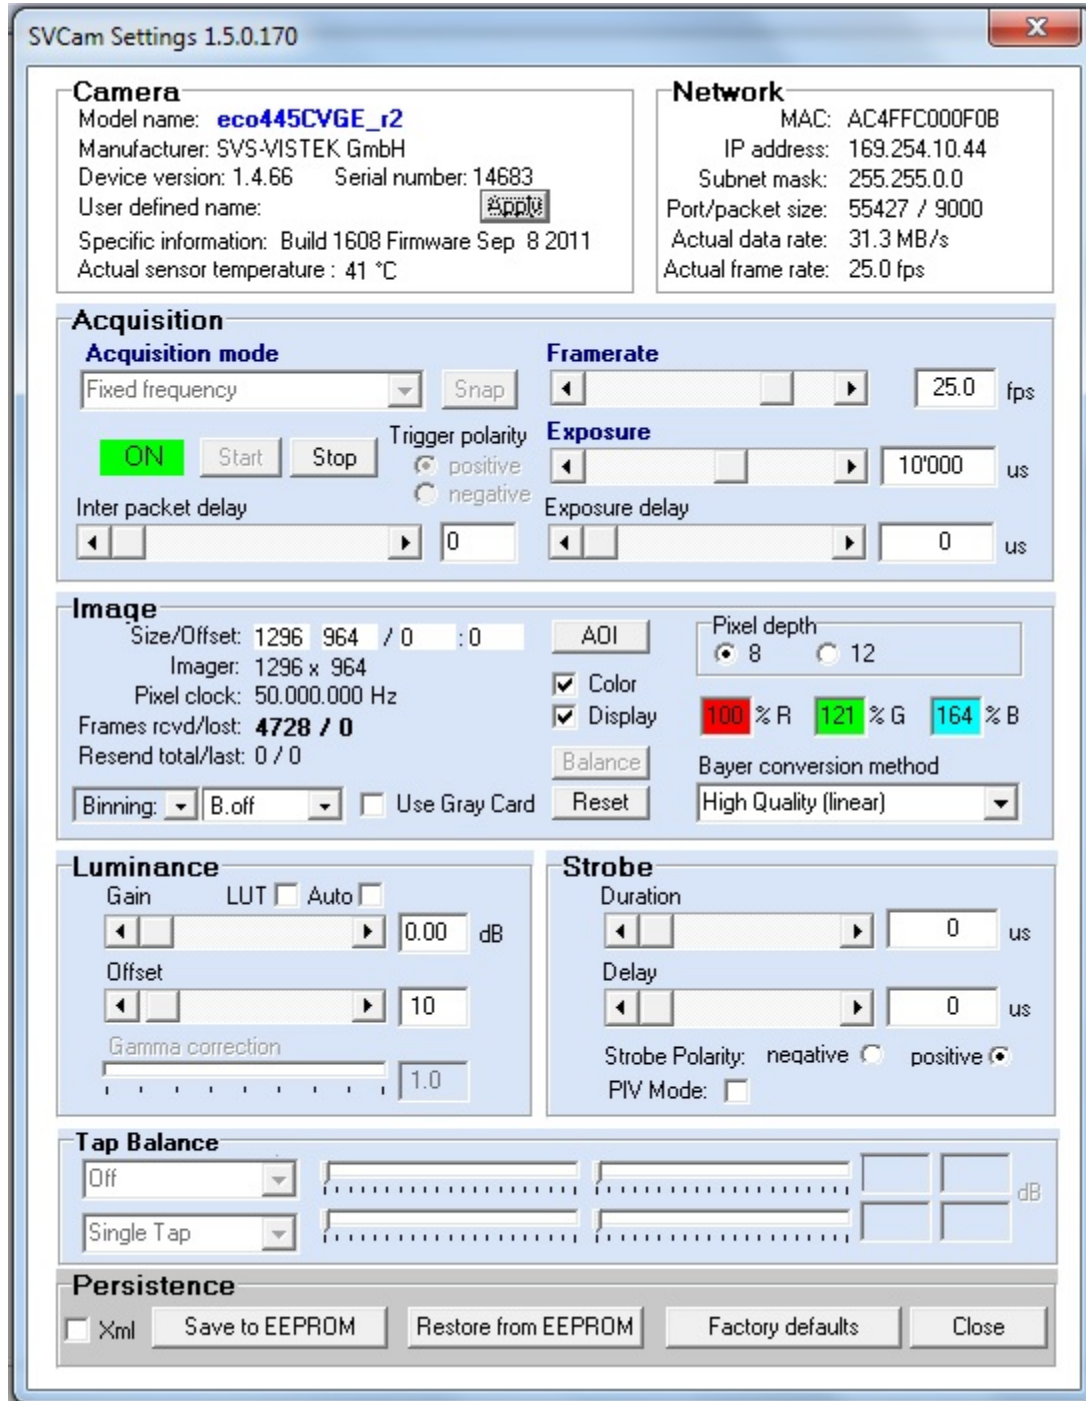 SVCam Settings 1.5.0.170
Camera
Model name: eco445CVGE_r2
Manufacturer: SVS-VISTEK GmbH
Device version: 1.4.66 Serial number: 14683
User defined name: Apply
Specific information: Build 1608 Firmware Sep 8 2011
Actual sensor temperature : 41 °C
Network
MAC: AC4FFC000F0B
IP address: 169.254.10.44
Subnet mask: 255.255.0.0
Port/packet size: 55427 / 9000
Actual data rate: 31.3 MB/s
Actual frame rate: 25.0 fps
Acquisition
Acquisition mode
Fixed frequency Snap
ON Start Stop
Trigger polarity
positive
negative
Inter packet delay
0
Framerate
25.0 fps
Exposure
10'000 us
Exposure delay
0 us
Image
Size/Offset: 1296 964 / 0 : 0
Imager: 1296 x 964
Pixel clock: 50.000.000 Hz
Frames rcvd/lost: 4728 / 0
Resend total/last: 0 / 0
Binning: B.off Use Gray Card
AOI
Color
Display
Balance
Reset
Pixel depth
8 12
100 % R 121 % G 164 % B
Bayer conversion method
High Quality (linear)
Luminance
Gain LUT Auto
0.00 dB
Offset
10
Gamma correction
1.0
Strobe
Duration
0 us
Delay
0 us
Strobe Polarity: negative positive
PIV Mode:
Tap Balance
Off
dB
Single Tap
Persistence
Xml Save to EEPROM Restore from EEPROM Factory defaults Close